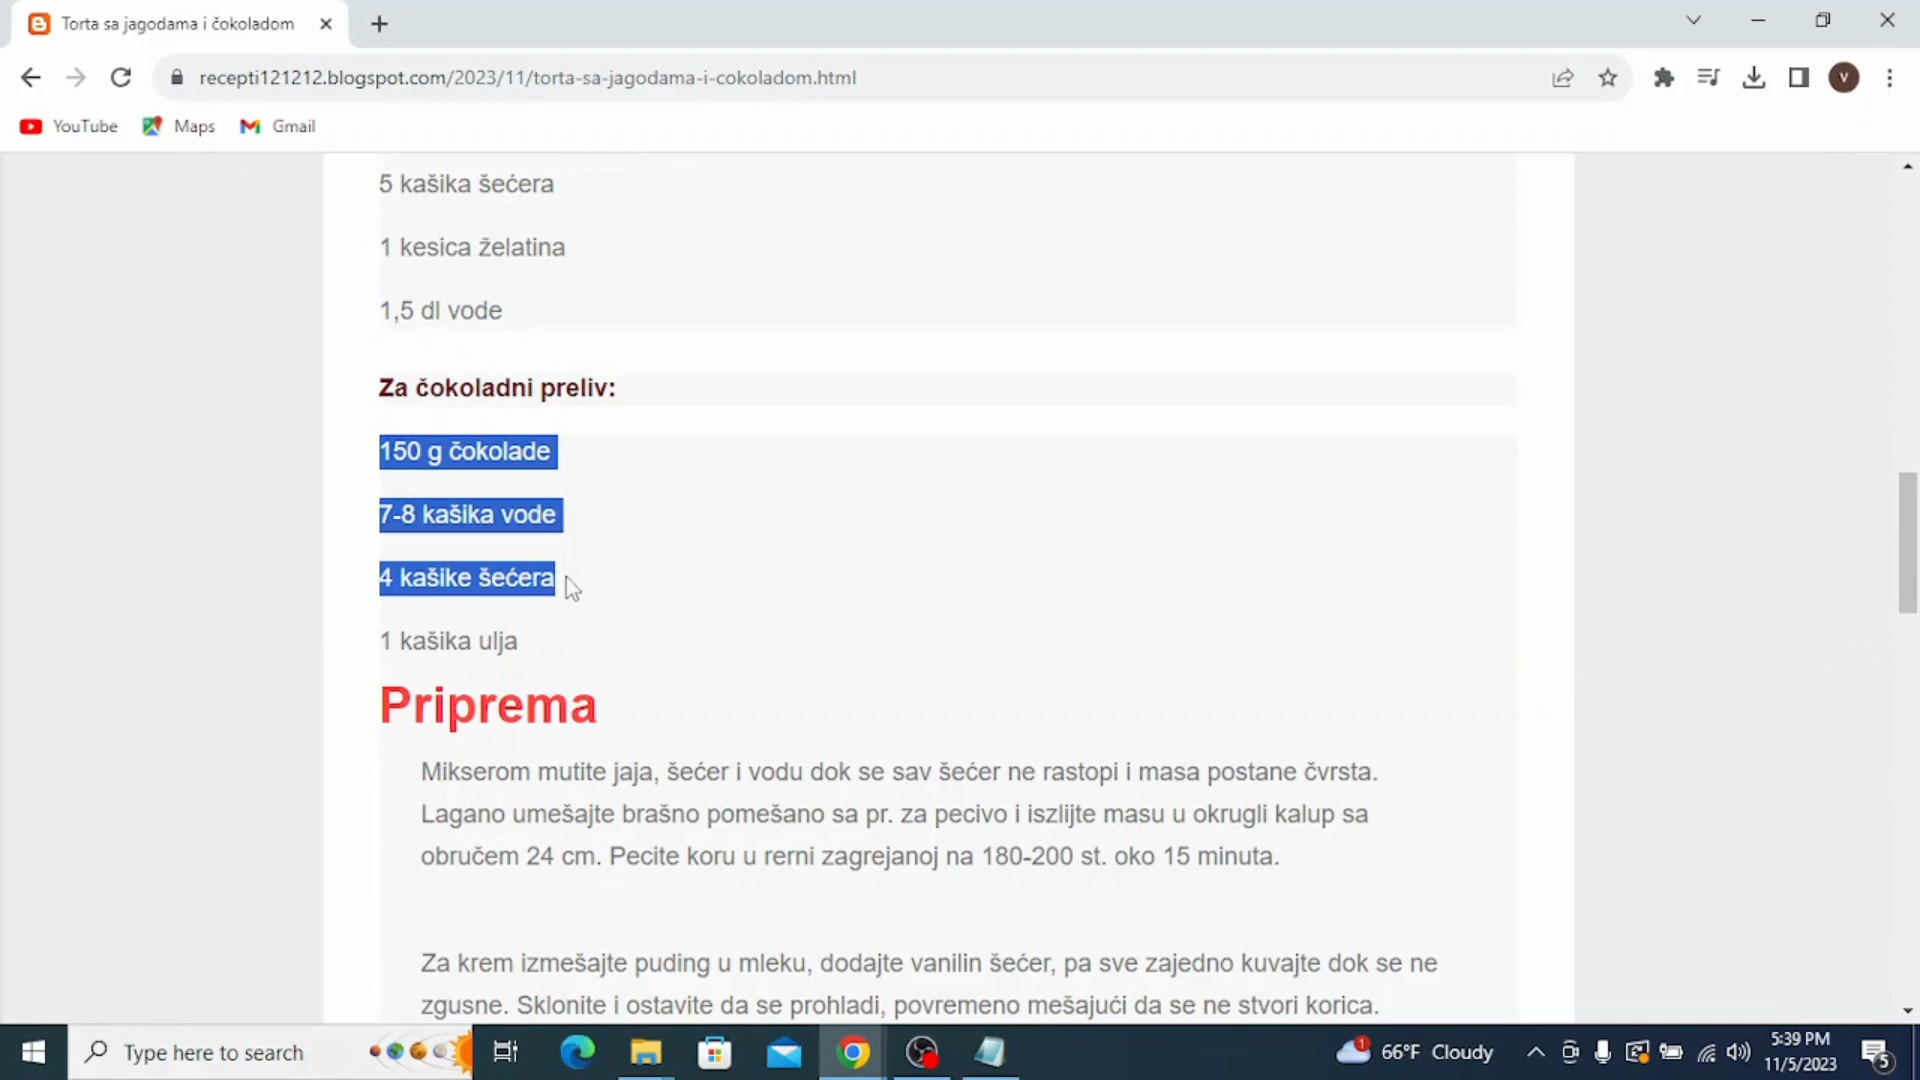 Torta sa jagodama i čokoladom
recepti121212.blogspot.com/2023/11/torta-sa-jagodama-i-cokoladom.html
V
YouTube Maps Gmail
5 kašika šećera
1 kesica želatina
1,5 dl vode
Za čokoladni preliv:
150 g čokolade
7-8 kašika vode
4 kašike šećera
1 kašika ulja
Priprema
Mikserom mutite jaja, šećer i vodu dok se sav šećer ne rastopi i masa postane čvrsta.
Lagano umešajte brašno pomešano sa pr. za pecivo i iszlijte masu u okrugli kalup sa
obručem 24 cm. Pecite koru u rerni zagrejanoj na 180-200 st. oko 15 minuta.
Za krem izmešajte puding u mleku, dodajte vanilin šećer, pa sve zajedno kuvajte dok se ne
zgusne. Sklonite i ostavite da se prohladi, povremeno mešajući da se ne stvori korica.
Type here to search
1
66°F Cloudy
5:39 PM
11/5/2023
5